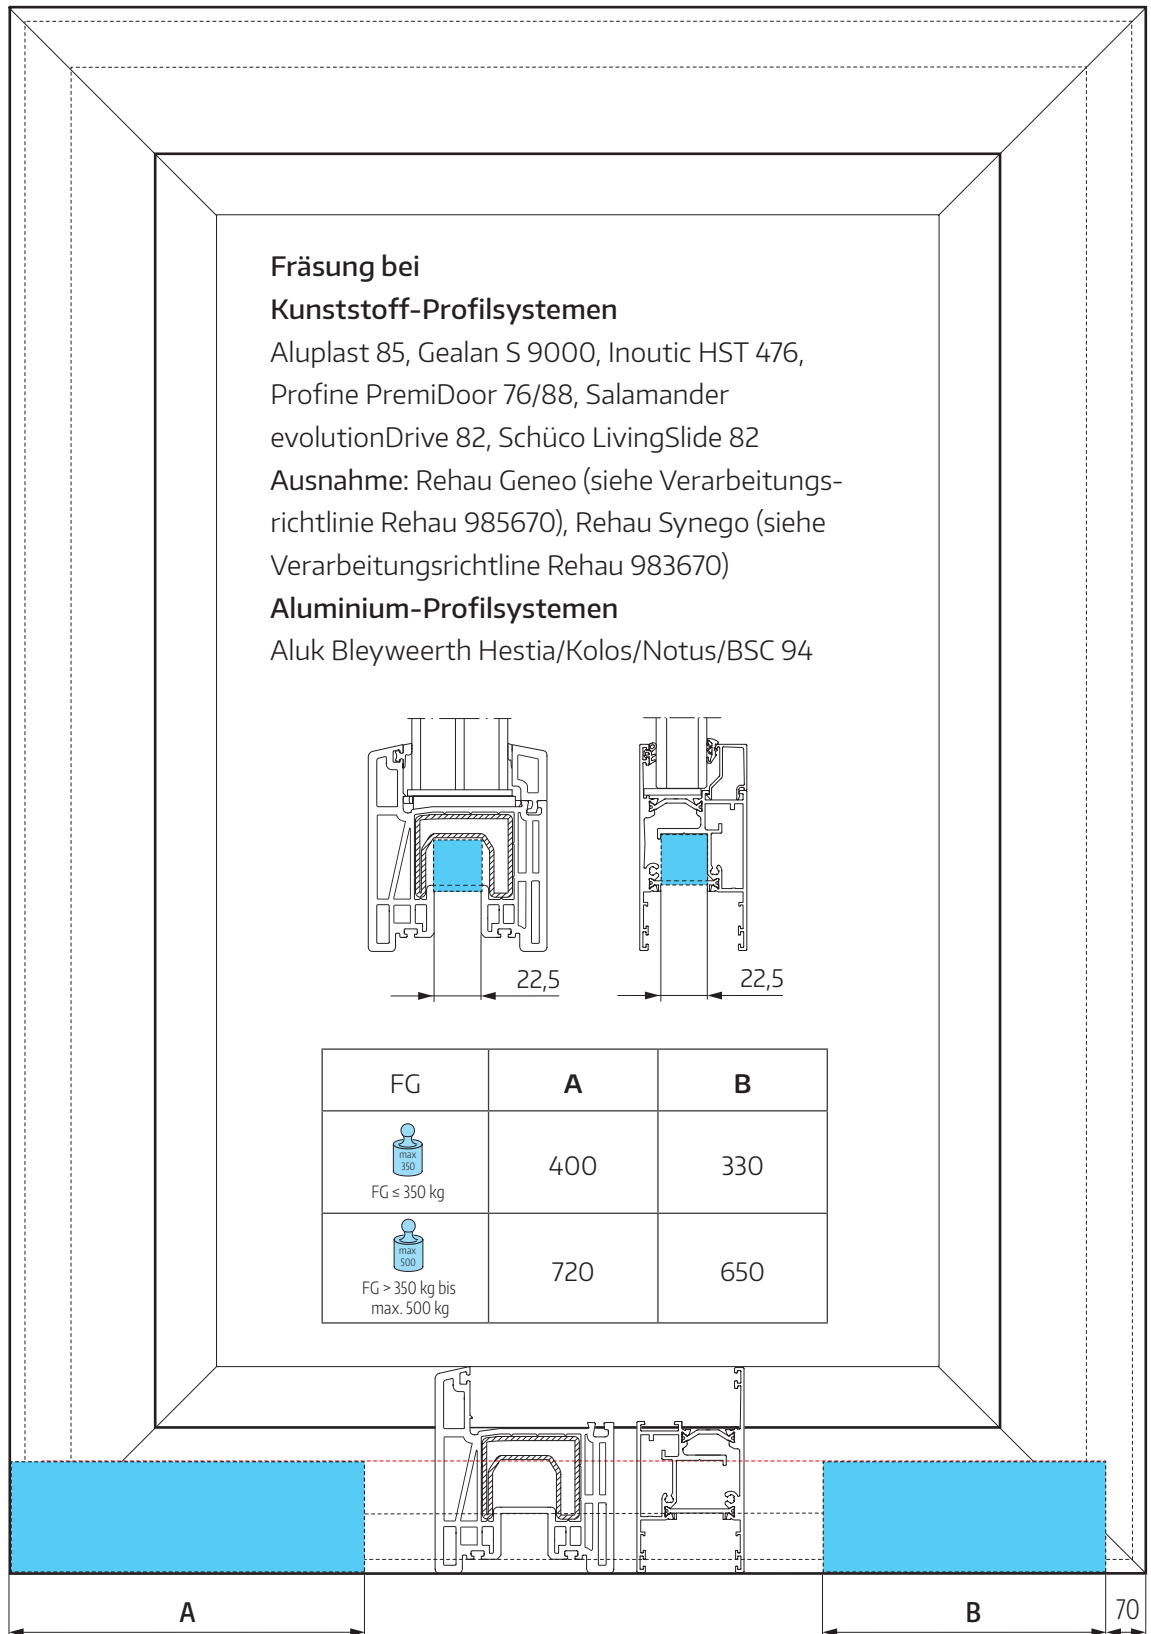 Fräsung bei
Kunststoff-Profilsystemen
Aluplast 85, Gealan S 9000, Inoutic HST 476,
Profine PremiDoor 76/88, Salamander
evolutionDrive 82, Schüco LivingSlide 82
Ausnahme: Rehau Geneo (siehe Verarbeitungs-
richtlinie Rehau 985670), Rehau Synego (siehe
Verarbeitungsrichtline Rehau 983670)
Aluminium-Profilsystemen
Aluk Bleyweerth Hestia/Kolos/Notus/BSC 94
22,5 22,5
FG A B
max
350
FG ≤ 350 kg
400 330
max
500
FG > 350 kg bis
max. 500 kg
720 650
A B 70